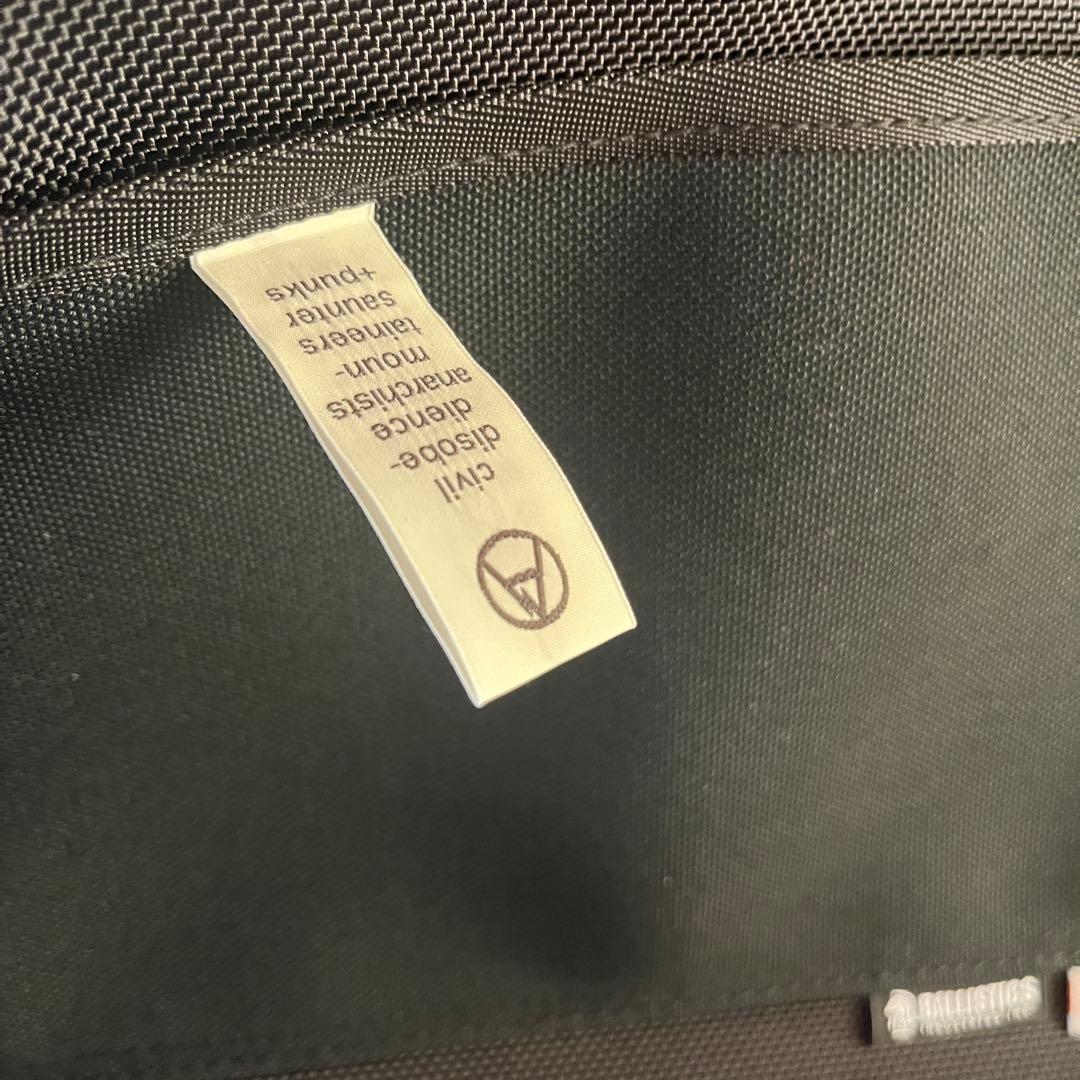 civil
disobe-
dience
anarchists
moun-
taineers
saunter
+punks
BALLISTICS